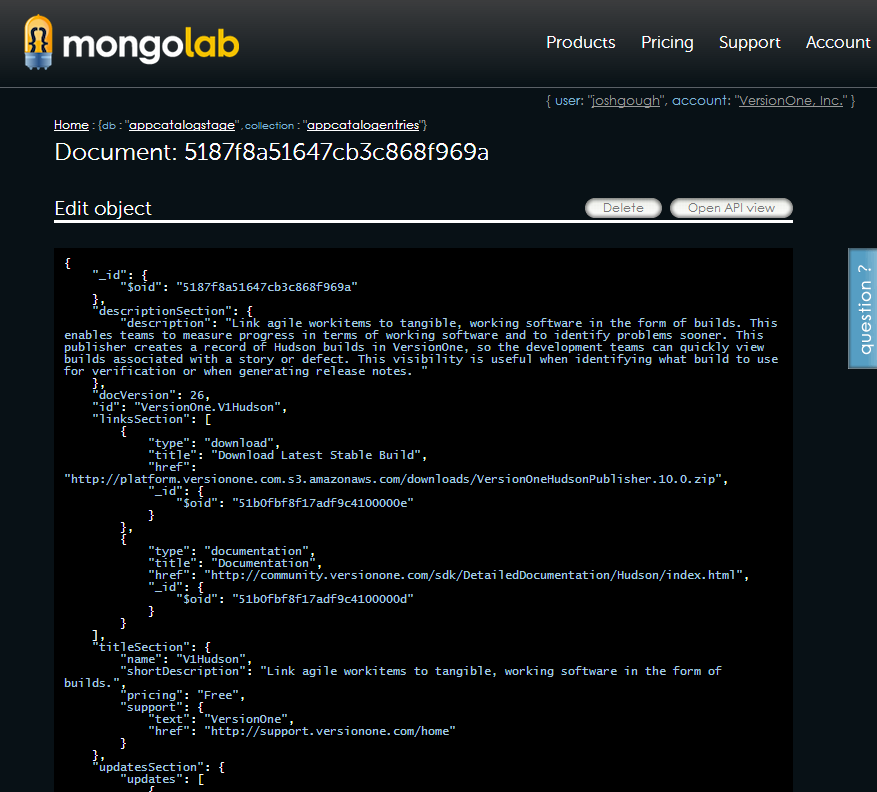 mongolab
Products Pricing Support Account
{ user: "joshgough", account: "VersionOne, Inc." }
Home : {db : "appcatalogstage", collection : "appcatalogentries"}
Document: 5187f8a51647cb3c868f969a
Edit object
Delete
Open API view
question ?
{
"_id": {
"$oid": "5187f8a51647cb3c868f969a"
},
"descriptionSection": {
"description": "Link agile workitems to tangible, working software in the form of builds. This
enables teams to measure progress in terms of working software and to identify problems sooner. This
publisher creates a record of Hudson builds in VersionOne, so the development teams can quickly view
builds associated with a story or defect. This visibility is useful when identifying what build to use
for verification or when generating release notes. "
},
"docVersion": 26,
"id": "VersionOne.V1Hudson",
"linksSection": [
{
"type": "download",
"title": "Download Latest Stable Build",
"href":
"http://platform.versionone.com.s3.amazonaws.com/downloads/VersionOneHudsonPublisher.10.0.zip",
"_id": {
"$oid": "51b0fbf8f17adf9c4100000e"
}
},
{
"type": "documentation",
"title": "Documentation",
"href": "http://community.versionone.com/sdk/DetailedDocumentation/Hudson/index.html",
"_id": {
"$oid": "51b0fbf8f17adf9c4100000d"
}
}
],
"titleSection": {
"name": "V1Hudson",
"shortDescription": "Link agile workitems to tangible, working software in the form of
builds.",
"pricing": "Free",
"support": {
"text": "VersionOne",
"href": "http://support.versionone.com/home"
}
},
"updatesSection": {
"updates": [
{